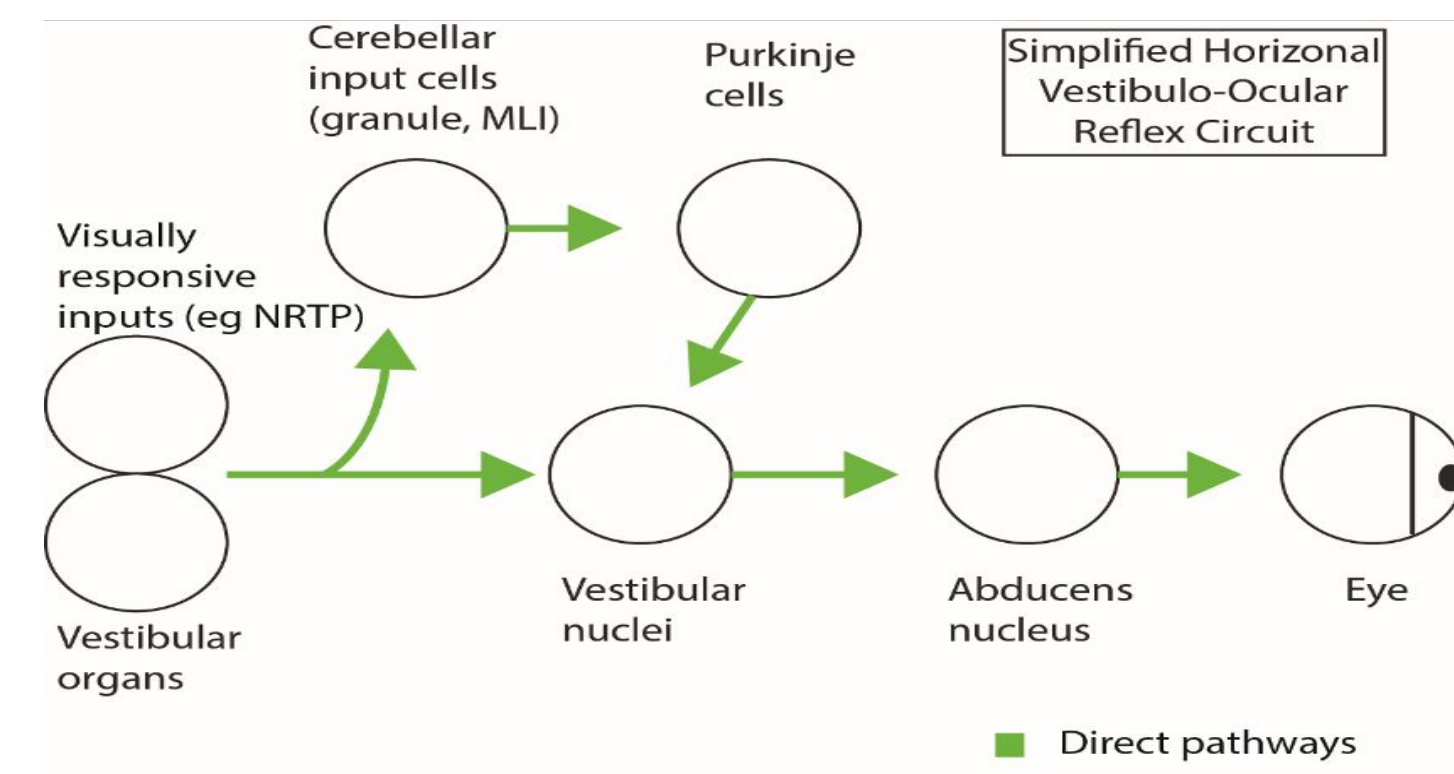 Cerebellar
input cells
(granule, MLI)
Purkinje
cells
Simplified Horizonal
Vestibulo-Ocular
Reflex Circuit
Visually
responsive
inputs (eg NRTP)
Vestibular
organs
Vestibular
nuclei
Abducens
nucleus
Eye
Direct pathways